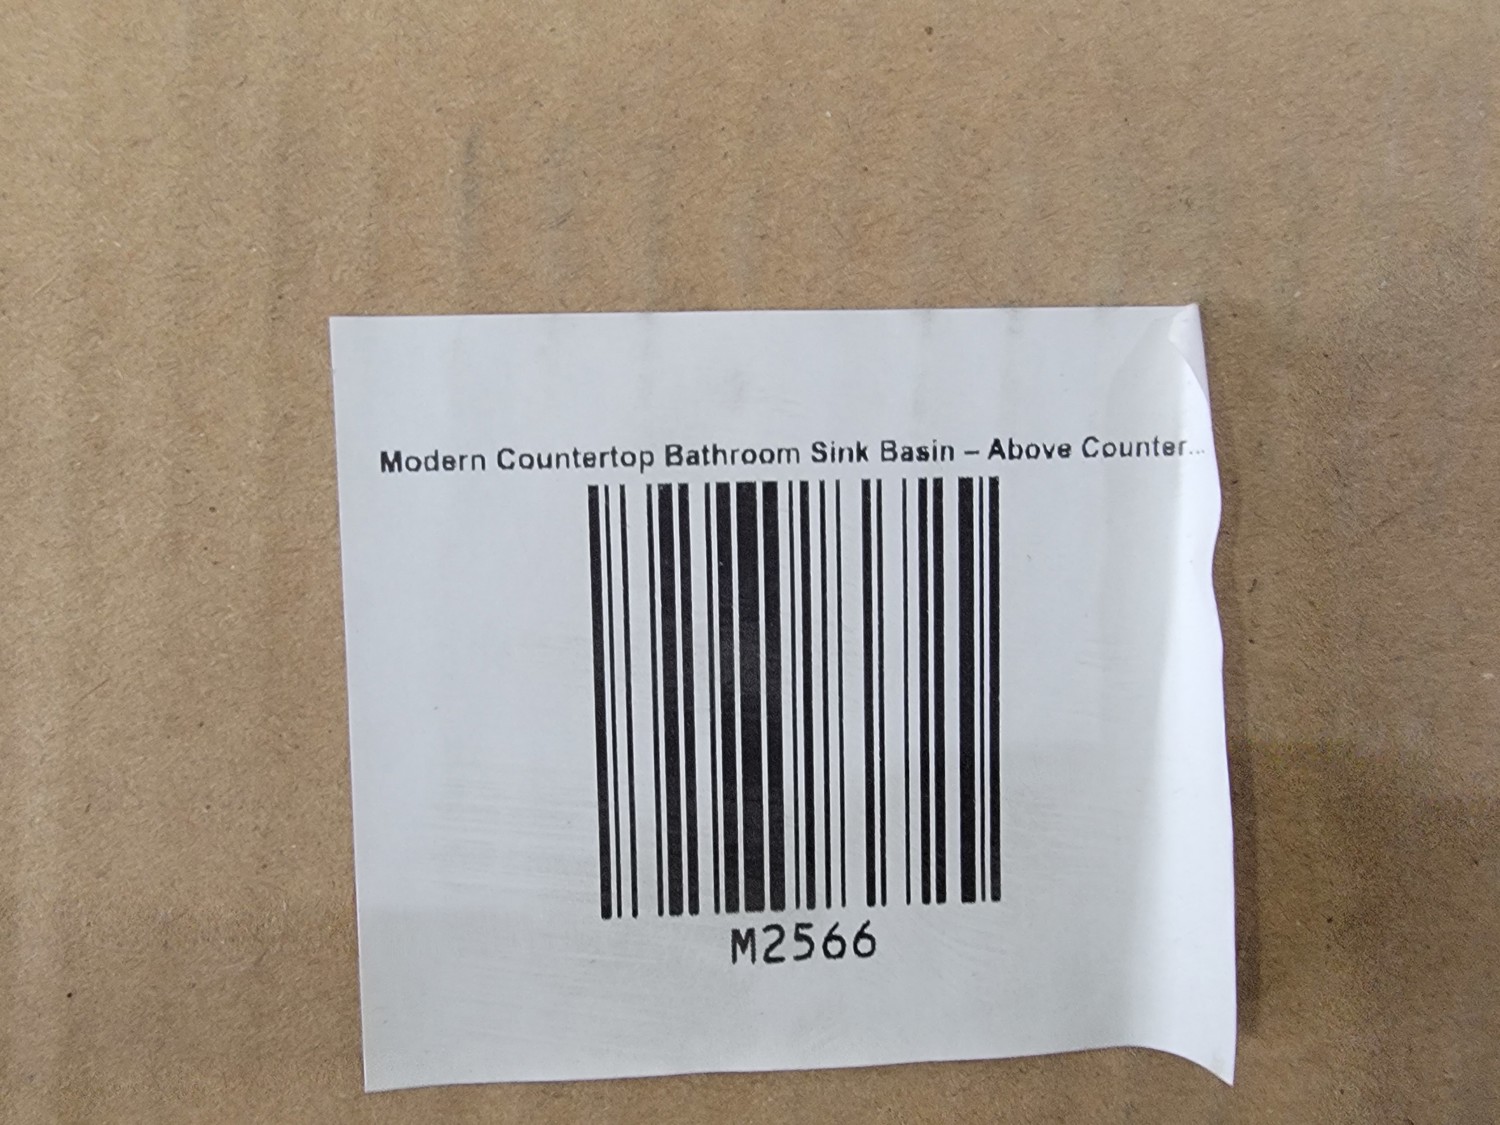 Modern Countertop Bathroom Sink Basin – Above Counter...
M2566